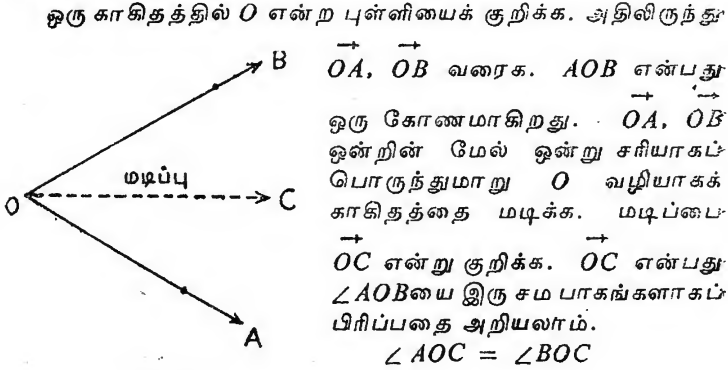 ஒரு காகிதத்தில் O என்ற புள்ளியைக் குறிக்க. அதிலிருந்து
OA, OB வரைக. AOB என்பது
ஒரு கோணமாகிறது. OA, OB
ஒன்றின் மேல் ஒன்று சரியாகப்
பொருந்துமாறு O வழியாகக்
காகிதத்தை மடிக்க. மடிப்பை
OC என்று குறிக்க. OC என்பது
∠AOBயை இரு சம பாகங்களாகப்
பிரிப்பதை அறியலாம்.
∠AOC = ∠BOC
B
மடிப்பு
O
C
A